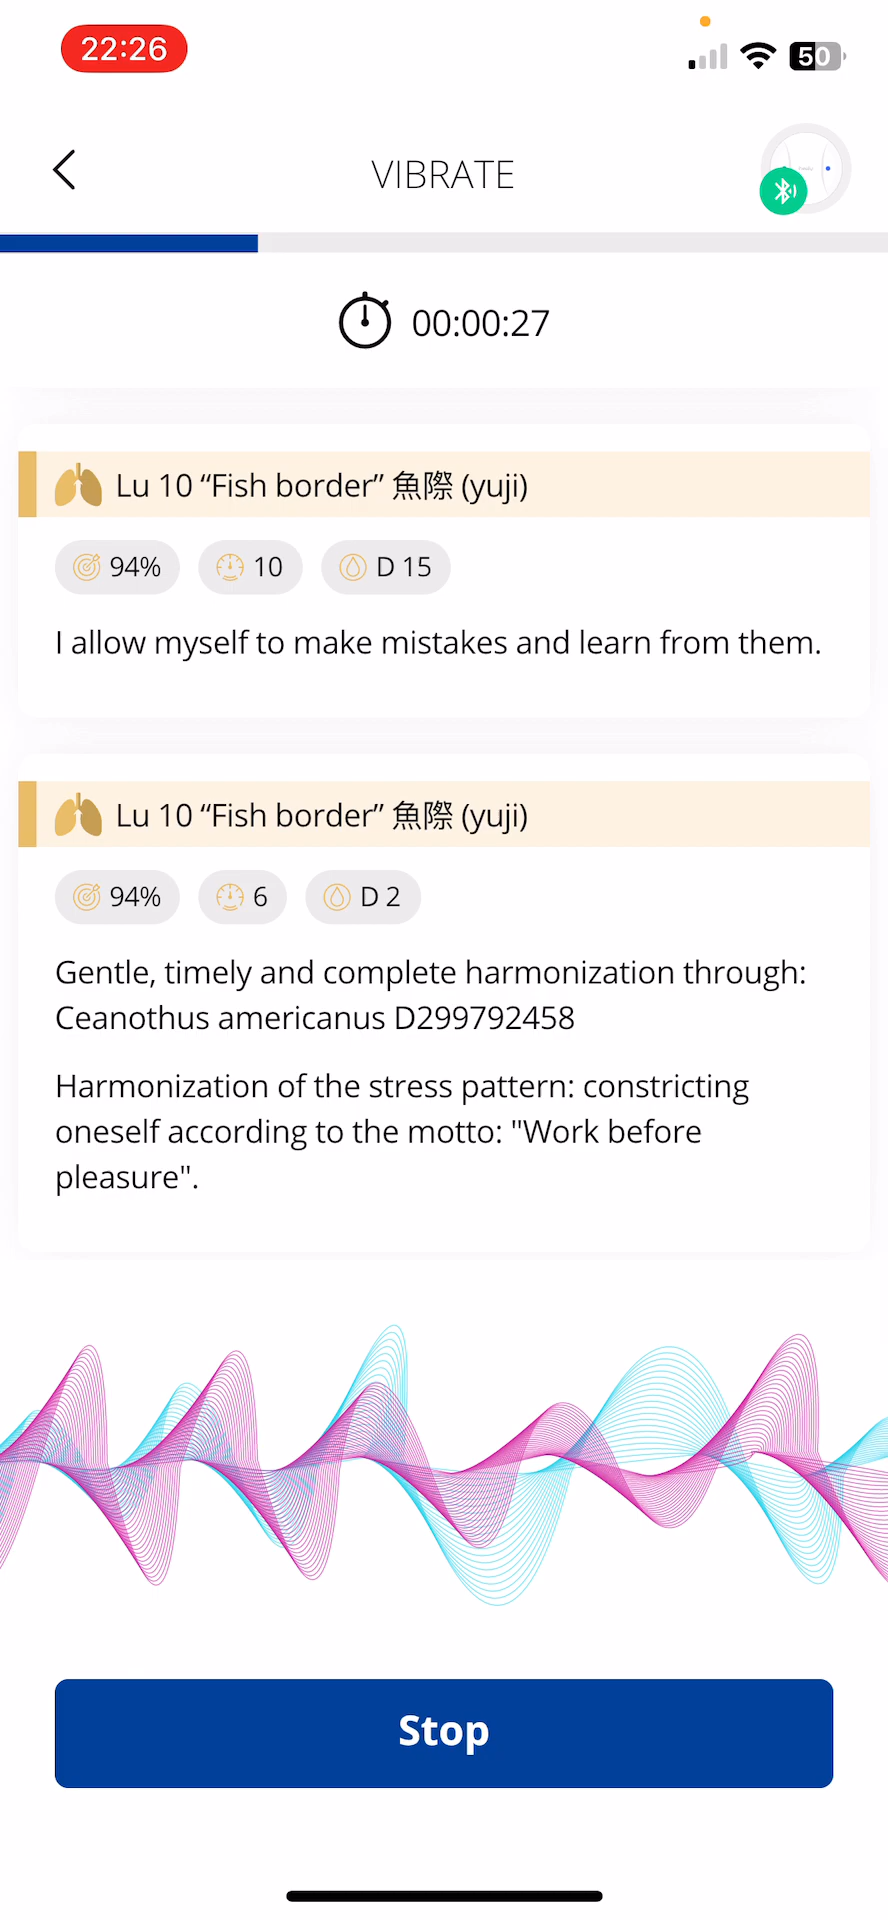 22:26
50
VIBRATE
00:00:27
Lu 10 “Fish border” 魚際 (yuji)
94% 10 D 15
I allow myself to make mistakes and learn from them.
Lu 10 “Fish border” 魚際 (yuji)
94% 6 D 2
Gentle, timely and complete harmonization through:
Ceanothus americanus D299792458
Harmonization of the stress pattern: constricting
oneself according to the motto: "Work before
pleasure".
Stop